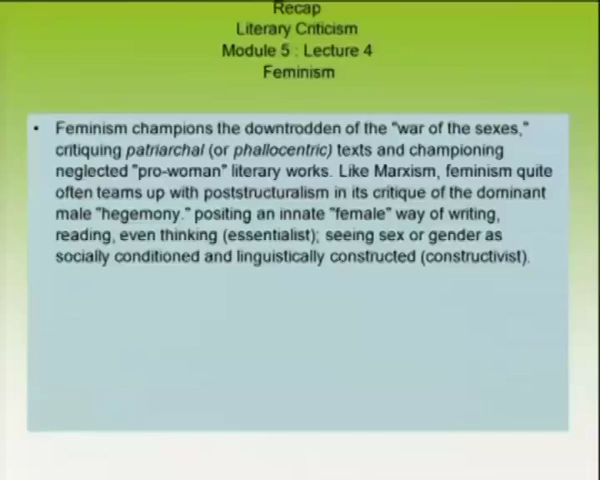 Recap
Literary Criticism
Module 5 : Lecture 4
Feminism
• Feminism champions the downtrodden of the "war of the sexes,"
critiquing patriarchal (or phallocentric) texts and championing
neglected "pro-woman" literary works. Like Marxism, feminism quite
often teams up with poststructuralism in its critique of the dominant
male "hegemony." positing an innate "female" way of writing,
reading, even thinking (essentialist); seeing sex or gender as
socially conditioned and linguistically constructed (constructivist).